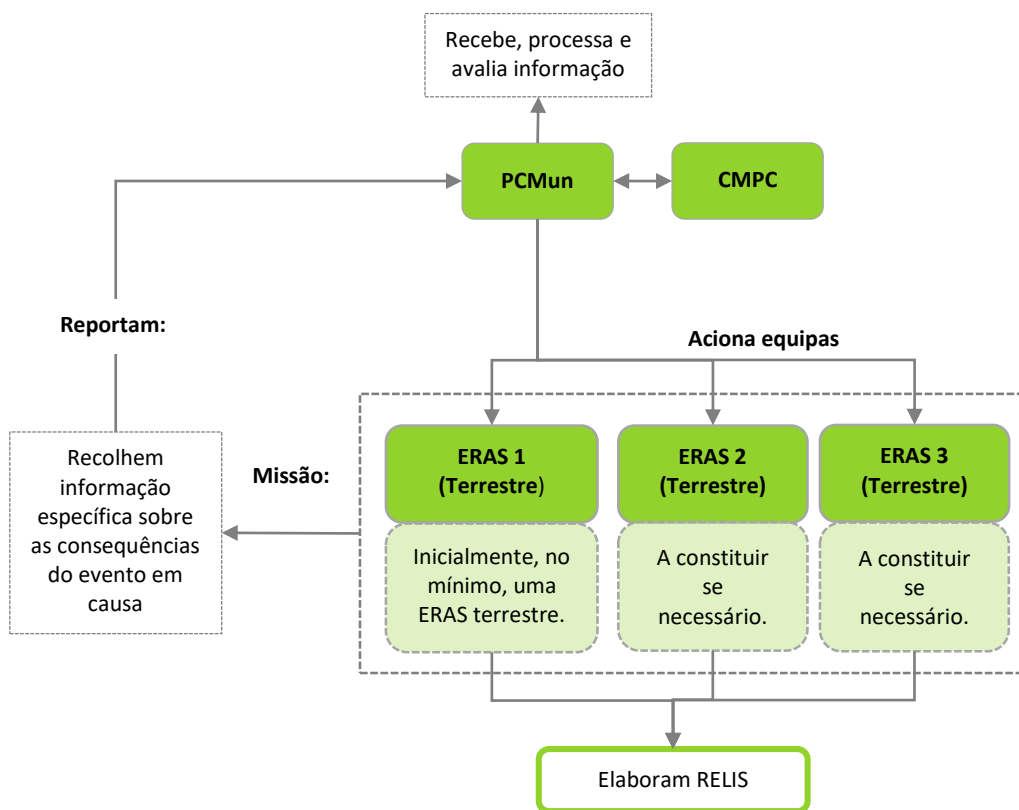 Recebe, processa e
avalia informação
PCMun
CMPC
Reportam:
Aciona equipas
Recolhem
informação
específica sobre
as consequências
do evento em
causa
Missão:
ERAS 1
(Terrestre)
ERAS 2
(Terrestre)
ERAS 3
(Terrestre)
Inicialmente, no
mínimo, uma
ERAS terrestre.
A constituir
se
necessário.
A constituir
se
necessário.
Elaboram RELIS